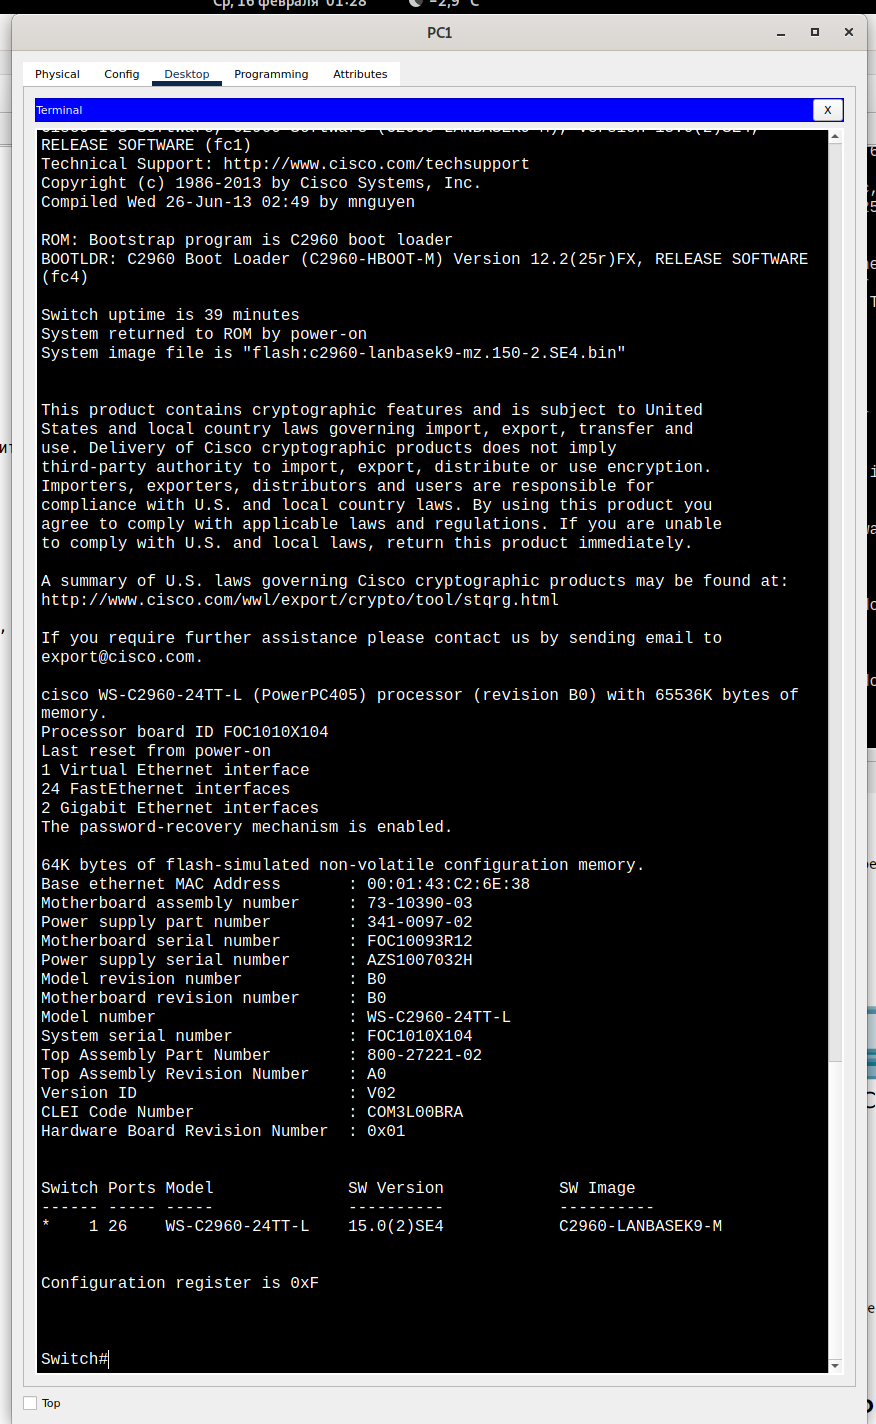 Ср, 16 февраля 01:28 −2,9 °C
PC1
Physical Config Desktop Programming Attributes
Terminal X
Cisco IOS Software, C2960 Software (C2960-LANBASEK9-M), Version 15.0(2)SE4,
RELEASE SOFTWARE (fc1)
Technical Support: http://www.cisco.com/techsupport
Copyright (c) 1986-2013 by Cisco Systems, Inc.
Compiled Wed 26-Jun-13 02:49 by mnguyen
ROM: Bootstrap program is C2960 boot loader
BOOTLDR: C2960 Boot Loader (C2960-HBOOT-M) Version 12.2(25r)FX, RELEASE SOFTWARE
(fc4)
Switch uptime is 39 minutes
System returned to ROM by power-on
System image file is "flash:c2960-lanbasek9-mz.150-2.SE4.bin"
This product contains cryptographic features and is subject to United
States and local country laws governing import, export, transfer and
use. Delivery of Cisco cryptographic products does not imply
third-party authority to import, export, distribute or use encryption.
Importers, exporters, distributors and users are responsible for
compliance with U.S. and local country laws. By using this product you
agree to comply with applicable laws and regulations. If you are unable
to comply with U.S. and local laws, return this product immediately.
A summary of U.S. laws governing Cisco cryptographic products may be found at:
http://www.cisco.com/wwl/export/crypto/tool/stqrg.html
If you require further assistance please contact us by sending email to
export@cisco.com.
cisco WS-C2960-24TT-L (PowerPC405) processor (revision B0) with 65536K bytes of
memory.
Processor board ID FOC1010X104
Last reset from power-on
1 Virtual Ethernet interface
24 FastEthernet interfaces
2 Gigabit Ethernet interfaces
The password-recovery mechanism is enabled.
64K bytes of flash-simulated non-volatile configuration memory.
Base ethernet MAC Address : 00:01:43:C2:6E:38
Motherboard assembly number : 73-10390-03
Power supply part number : 341-0097-02
Motherboard serial number : FOC10093R12
Power supply serial number : AZS1007032H
Model revision number : B0
Motherboard revision number : B0
Model number : WS-C2960-24TT-L
System serial number : FOC1010X104
Top Assembly Part Number : 800-27221-02
Top Assembly Revision Number : A0
Version ID : V02
CLEI Code Number : COM3L00BRA
Hardware Board Revision Number : 0x01
Switch Ports Model SW Version SW Image
------ ----- ----- ---------- ----------
* 1 26 WS-C2960-24TT-L 15.0(2)SE4 C2960-LANBASEK9-M
Configuration register is 0xF
Switch#
Top